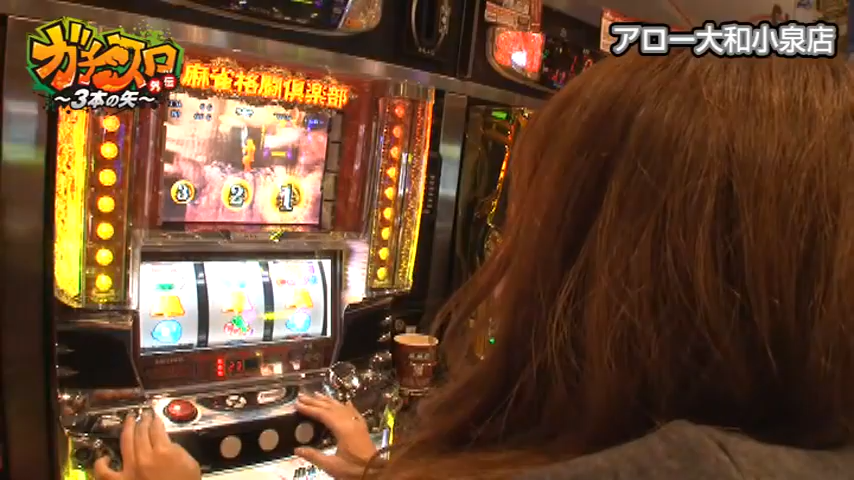 ガチスロ
外伝
～3本の矢～
麻雀格闘倶楽部
アロー大和小泉店
3 2 1
27